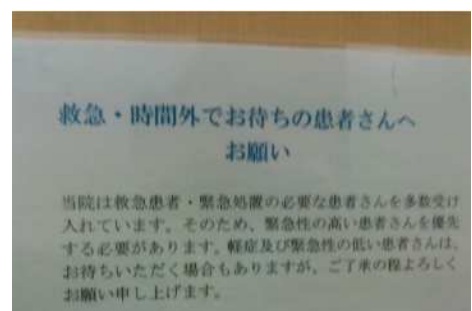 救急・時間外でお待ちの患者さんへ
お願い
当院は救急患者・緊急処置の必要な患者さんを多数受け
入れています。そのため、緊急性の高い患者さんを優先
する必要があります。軽症及び緊急性の低い患者さんは、
お待ちいただく場合もありますが、ご了承の程よろしく
お願い申し上げます。